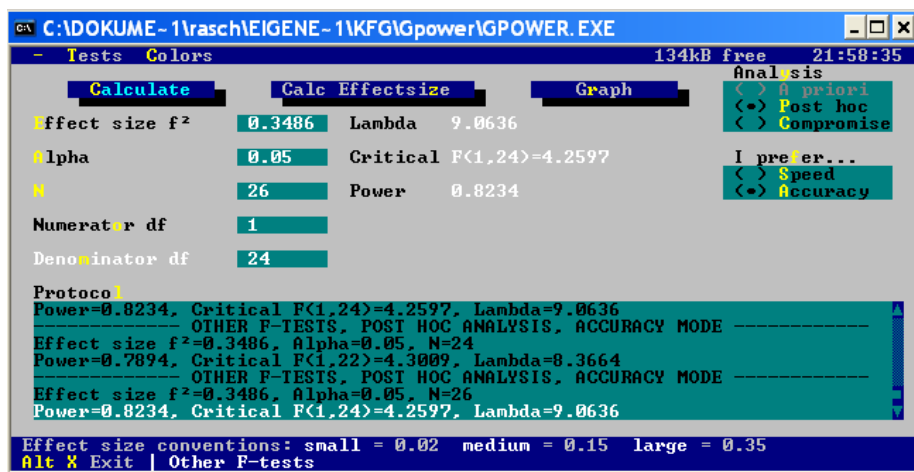 C:\DOKUME~1\rasch\EIGENE~1\KFG\Gpower\GPOWER.EXE
- Tests Colors 134kB free 21:58:35
Calculate Calc Effectsize Graph
Analysis
( ) A priori
(•) Post hoc
( ) Compromise
Effect size f² 0.3486 Lambda 9.0636
Alpha 0.05 Critical F(1,24)=4.2597
I prefer...
( ) Speed
(•) Accuracy
N 26 Power 0.8234
Numerator df 1
Denominator df 24
Protocol
Power=0.8234, Critical F(1,24)=4.2597, Lambda=9.0636
------------- OTHER F-TESTS, POST HOC ANALYSIS, ACCURACY MODE ------------
Effect size f²=0.3486, Alpha=0.05, N=24
Power=0.7894, Critical F(1,22)=4.3009, Lambda=8.3664
------------- OTHER F-TESTS, POST HOC ANALYSIS, ACCURACY MODE ------------
Effect size f²=0.3486, Alpha=0.05, N=26
Power=0.8234, Critical F(1,24)=4.2597, Lambda=9.0636
Effect size conventions: small = 0.02 medium = 0.15 large = 0.35
Alt X Exit | Other F-tests